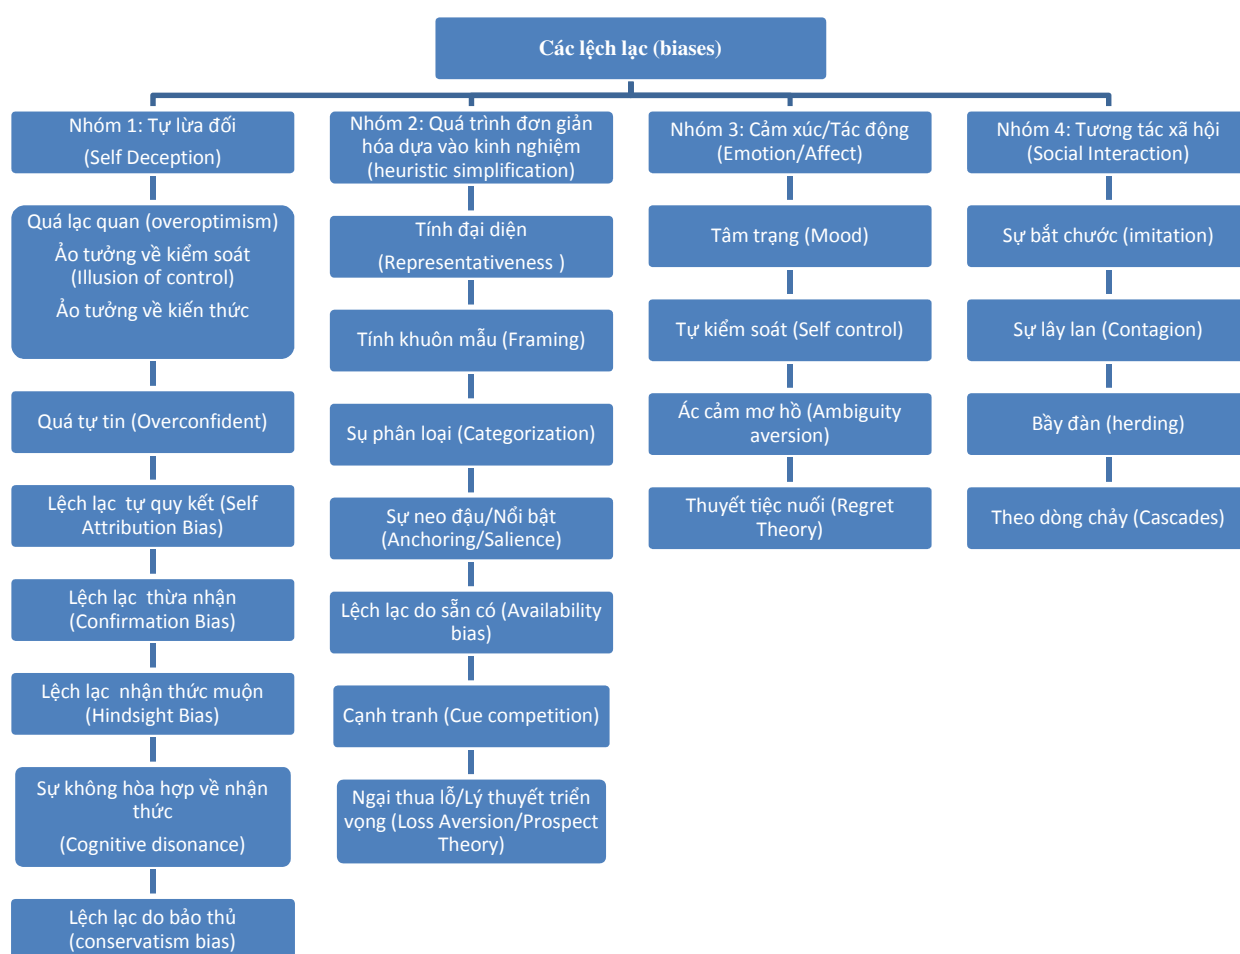 Các lệch lạc (biases)
Nhóm 1: Tự lừa đối
(Self Deception)
Quá lạc quan (overoptimism)
Ảo tưởng về kiểm soát
(Illusion of control)
Ảo tưởng về kiến thức
Quá tự tin (Overconfident)
Lệch lạc tự quy kết (Self
Attribution Bias)
Lệch lạc thừa nhận
(Confirmation Bias)
Lệch lạc nhận thức muộn
(Hindsight Bias)
Sự không hòa hợp về nhận
thức
(Cognitive disonance)
Lệch lạc do bảo thủ
(conservatism bias)
Nhóm 2: Quá trình đơn giản
hóa dựa vào kinh nghiệm
(heuristic simplification)
Tính đại diện
(Representativeness )
Tính khuôn mẫu (Framing)
Sụ phân loại (Categorization)
Sự neo đậu/Nổi bật
(Anchoring/Salience)
Lệch lạc do sẵn có (Availability
bias)
Cạnh tranh (Cue competition)
Ngại thua lỗ/Lý thuyết triển
vọng (Loss Aversion/Prospect
Theory)
Nhóm 3: Cảm xúc/Tác động
(Emotion/Affect)
Tâm trạng (Mood)
Tự kiểm soát (Self control)
Ác cảm mơ hồ (Ambiguity
aversion)
Thuyết tiệc nuối (Regret
Theory)
Nhóm 4: Tương tác xã hội
(Social Interaction)
Sự bắt chước (imitation)
Sự lây lan (Contagion)
Bầy đàn (herding)
Theo dòng chảy (Cascades)